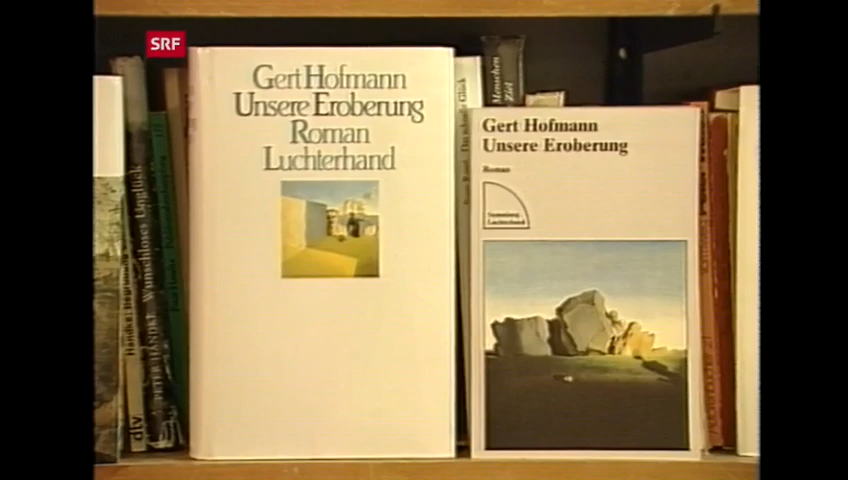 SRF
Gert Hofmann
Unsere Eroberung
Roman
Luchterhand
Gert Hofmann
Unsere Eroberung
Roman
Sammlung
Luchterhand
PETER HANDKE Wunschloses Unglück
Handke:
dtv
Menschen
Ziel